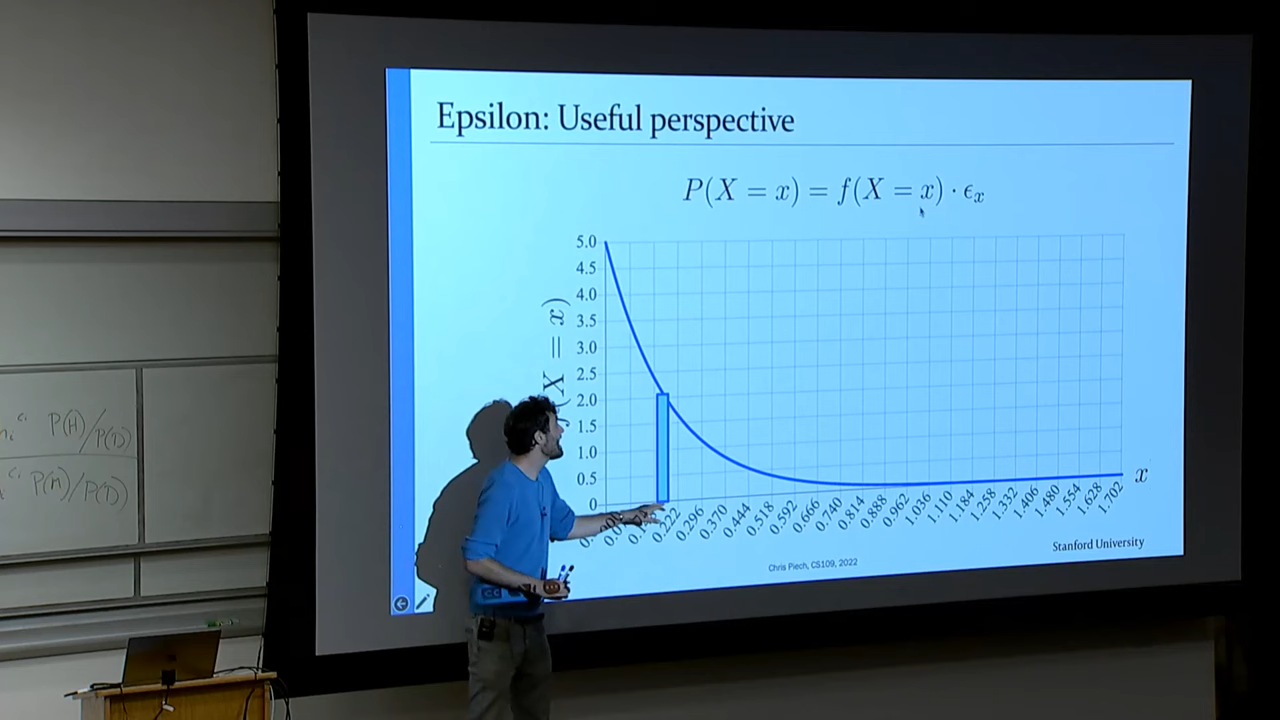 Epsilon: Useful perspective
P(X = x) = f(X = x) · ϵₓ
5.0
4.5
4.0
3.5
3.0
2.5
2.0
1.5
1.0
0.5
0
(X = x)
0.222 0.296 0.370 0.444 0.518 0.592 0.666 0.740 0.814 0.888 0.962 1.036 1.110 1.184 1.258 1.332 1.406 1.480 1.554 1.628 1.702
x
Stanford University
Chris Piech, CS109, 2022
P(H)/P(D)
P(M)/P(D)